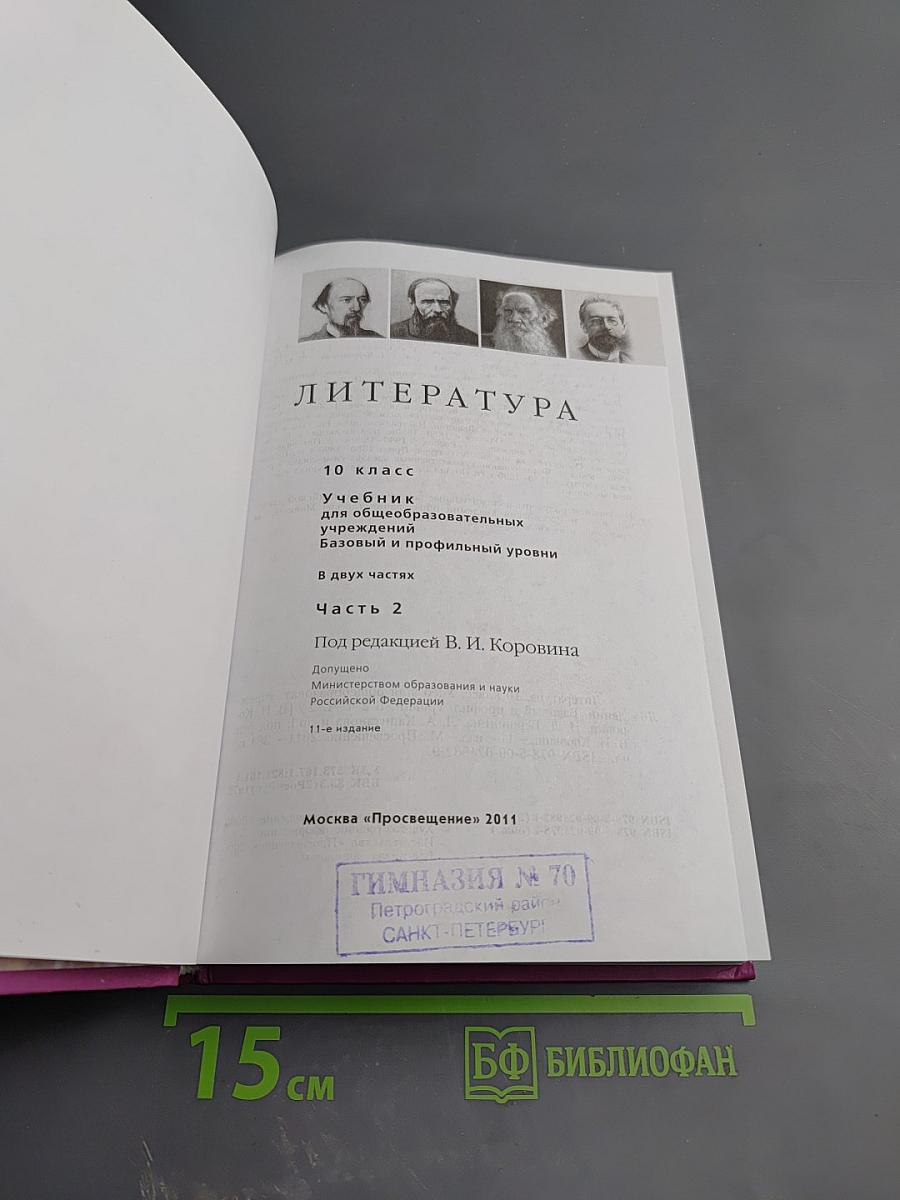 ЛИТЕРАТУРА
10 класс
Учебник
для общеобразовательных
учреждений
Базовый и профильный уровни
В двух частях
Часть 2
Под редакцией В. И. Коровина
Допущено
Министерством образования и науки
Российской Федерации
11-е издание
Москва «Просвещение» 2011
ГИМНАЗИЯ № 70
Петроградский район
САНКТ-ПЕТЕРБУРГ
15 см
БФ БИБЛИОФАН